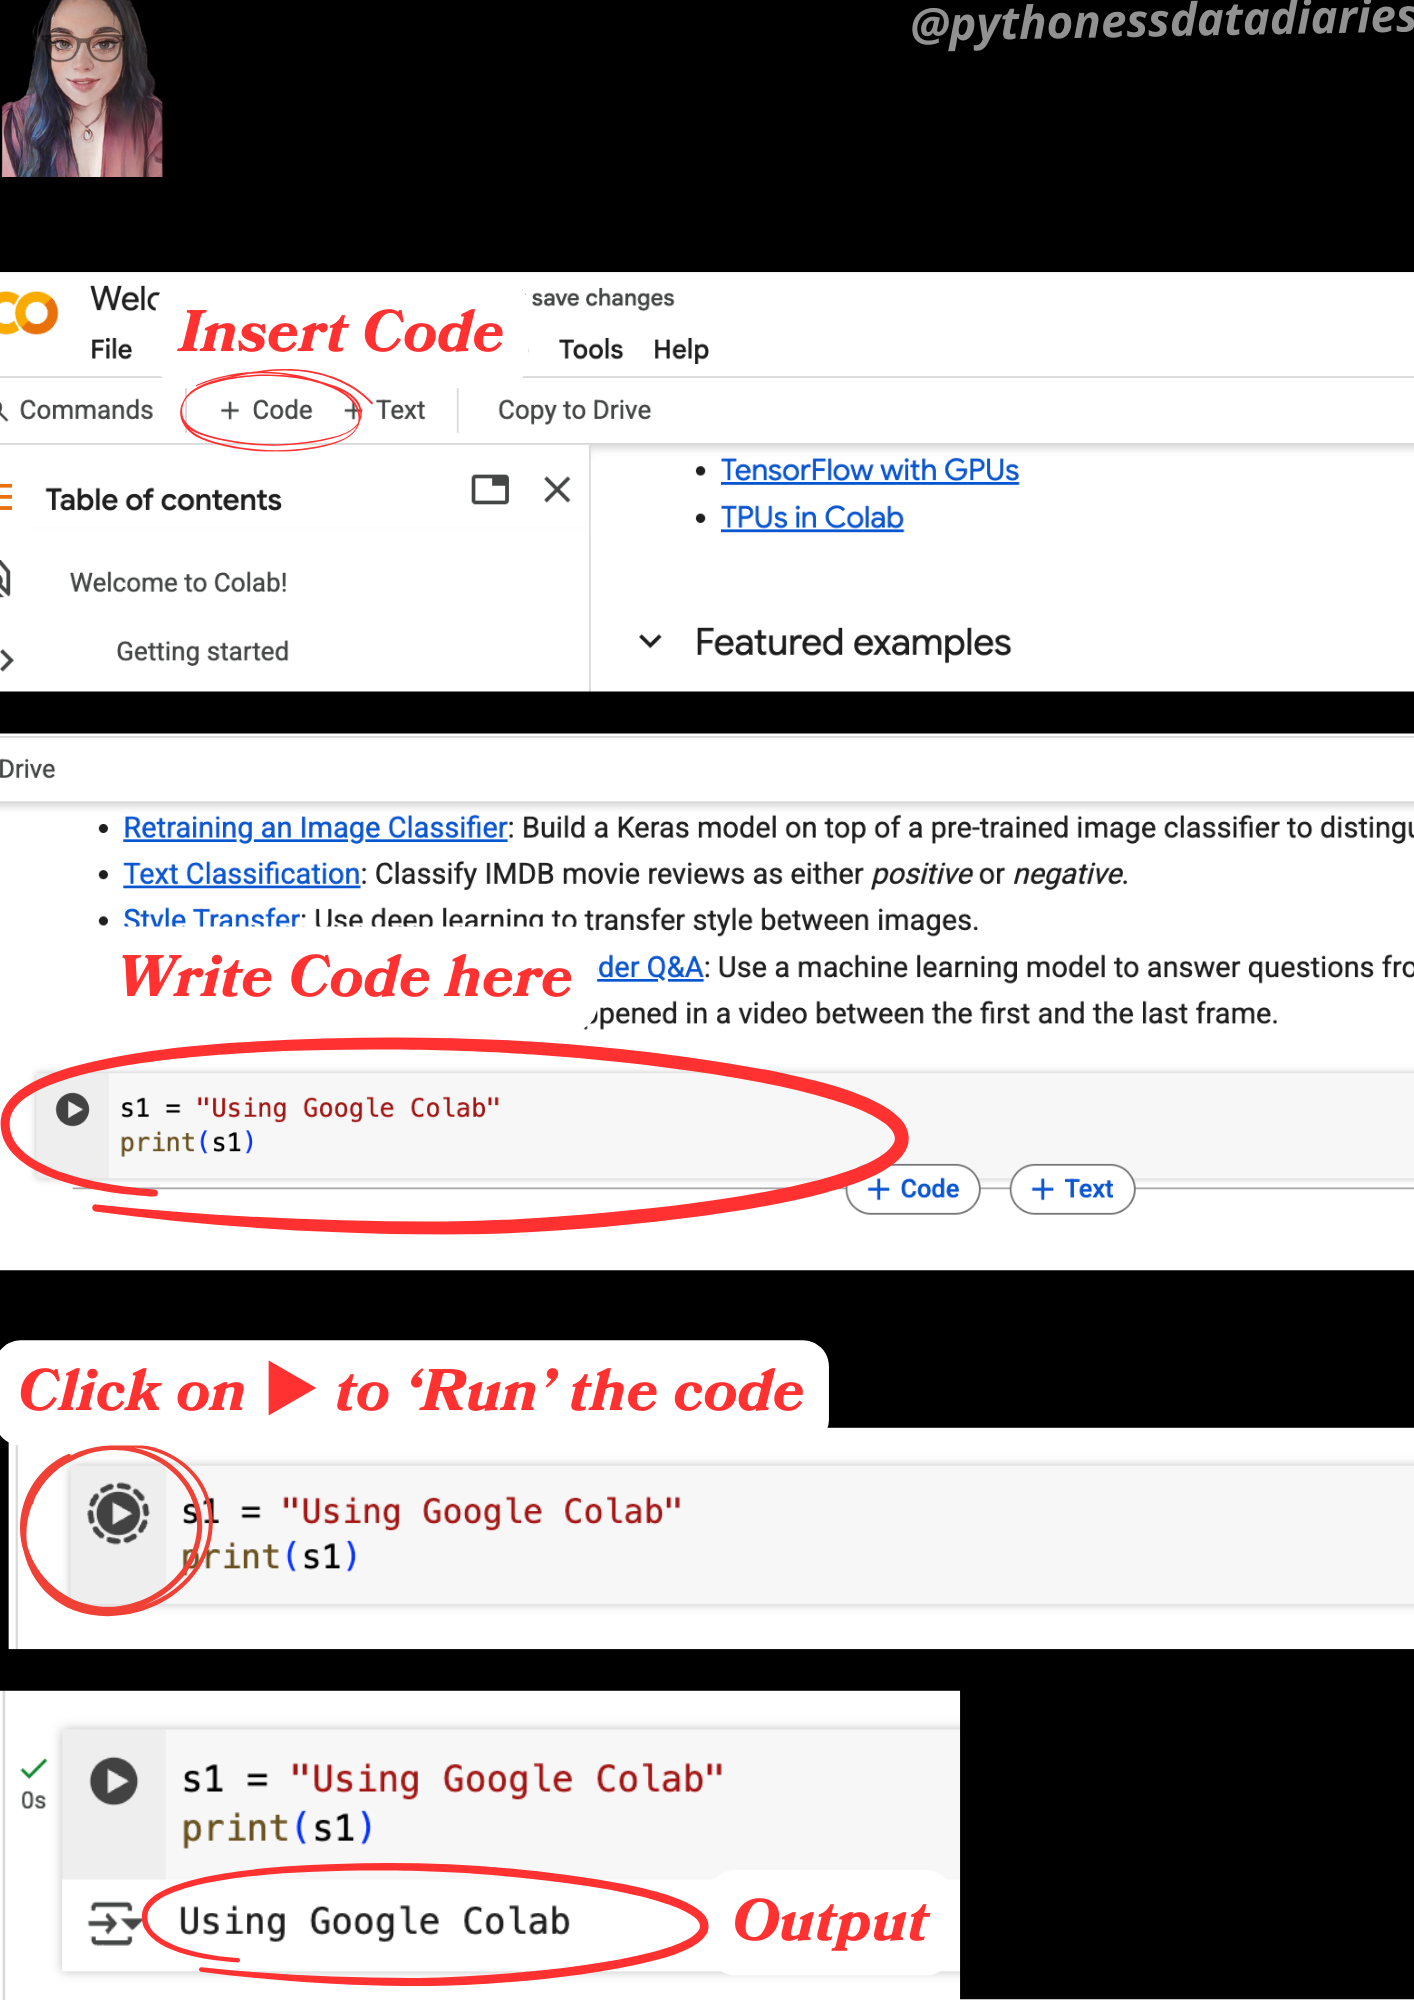 @pythonessdatadiaries
Insert Code
save changes
File Tools Help
Commands + Code + Text Copy to Drive
Table of contents
TensorFlow with GPUs
TPUs in Colab
Welcome to Colab!
Getting started
Featured examples
Drive
Retraining an Image Classifier: Build a Keras model on top of a pre-trained image classifier to
Text Classification: Classify IMDB movie reviews as either positive or negative.
Style Transfer: Use deep learning to transfer style between images.
Write Code here
Q&A: Use a machine learning model to answer questions
in a video between the first and the last frame.
s1 = "Using Google Colab"
print(s1)
+ Code + Text
Click on ▶ to ‘Run’ the code
s1 = "Using Google Colab"
print(s1)
0s
s1 = "Using Google Colab"
print(s1)
Using Google Colab
Output